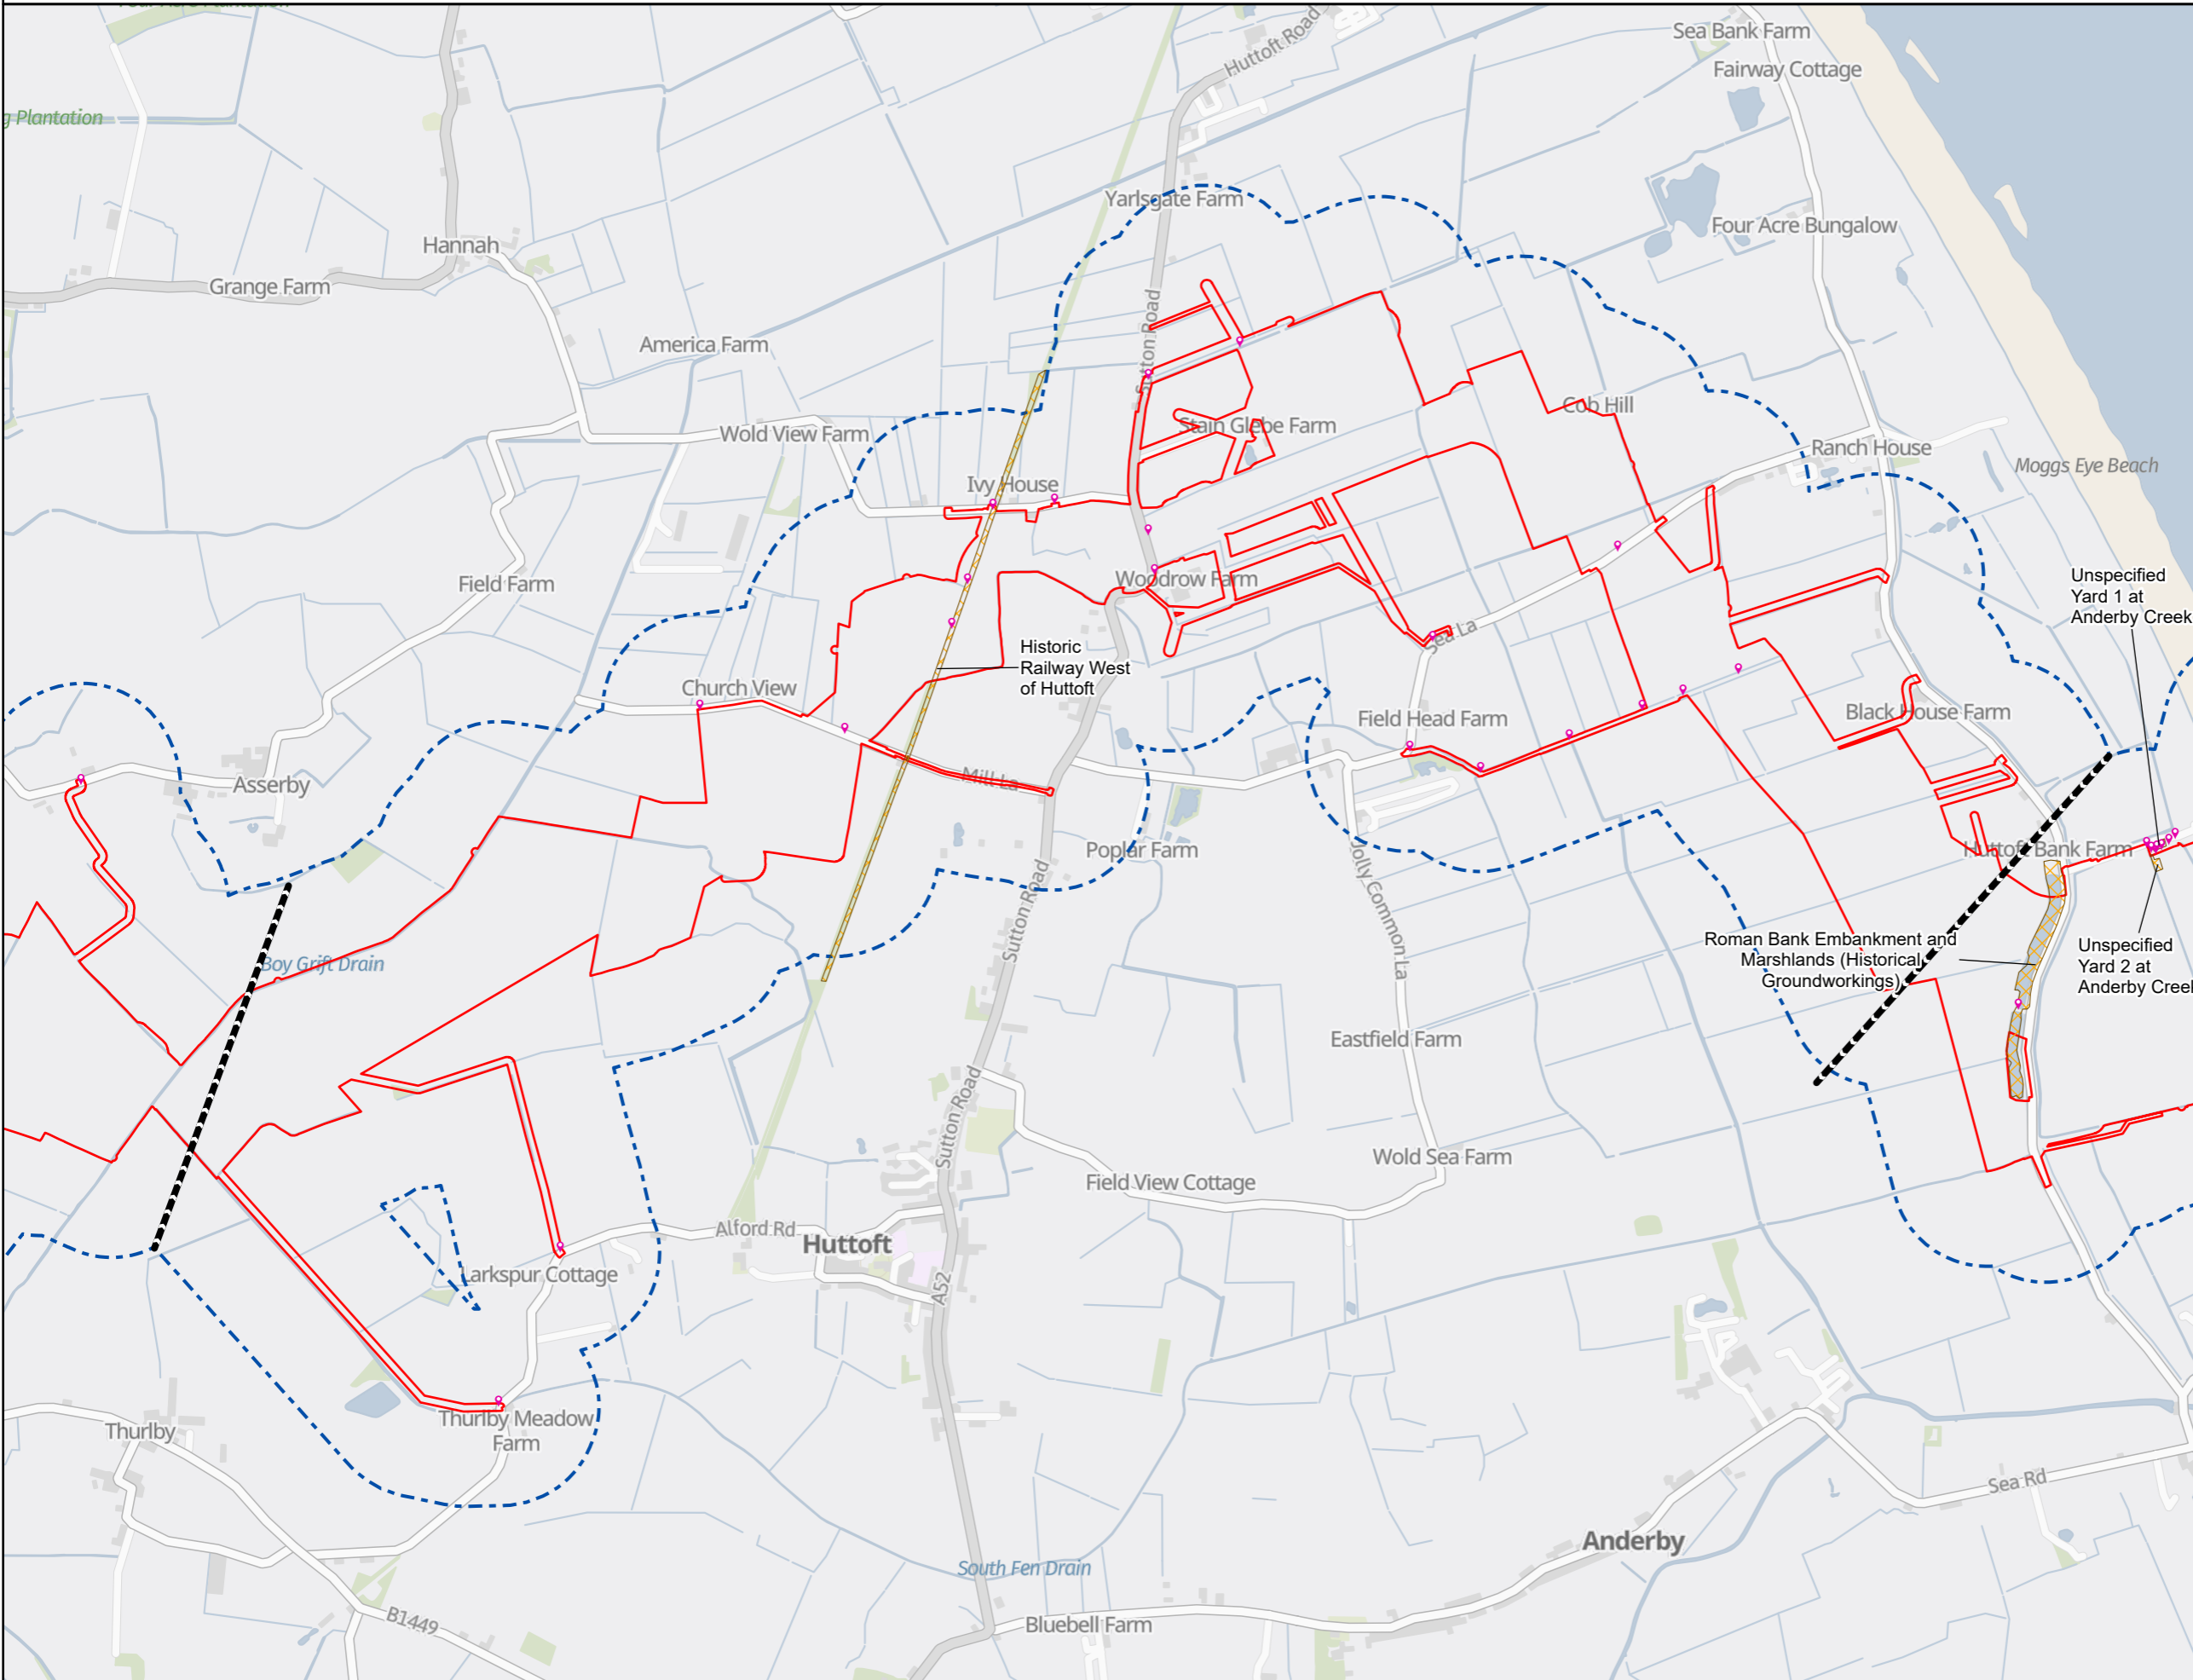 Sea Bank Farm
Fairway Cottage
Huttoft Road
g Plantation
Yarlsgate Farm
Four Acre Bungalow
Hannah
Grange Farm
America Farm
Sutton Road
Cob Hill
Stain Glebe Farm
Wold View Farm
Ranch House
Moggs Eye Beach
Ivy House
Field Farm
Woodrow Farm
Unspecified
Yard 1 at
Anderby Creek
Sea La
Historic
Railway West
of Huttoft
Church View
Field Head Farm
Black House Farm
Asserby
Mill La
Poplar Farm
Huttoft Bank Farm
Jolly Common La
Sutton Road
Boy Grift Drain
Roman Bank Embankment and
Marshlands (Historical
Groundworkings)
Unspecified
Yard 2 at
Anderby Creek
Eastfield Farm
Sutton Road
Wold Sea Farm
Field View Cottage
Alford Rd
Huttoft
Larkspur Cottage
A52
Thurlby Meadow
Farm
Thurlby
Sea Rd
Anderby
South Fen Drain
B1449
Bluebell Farm